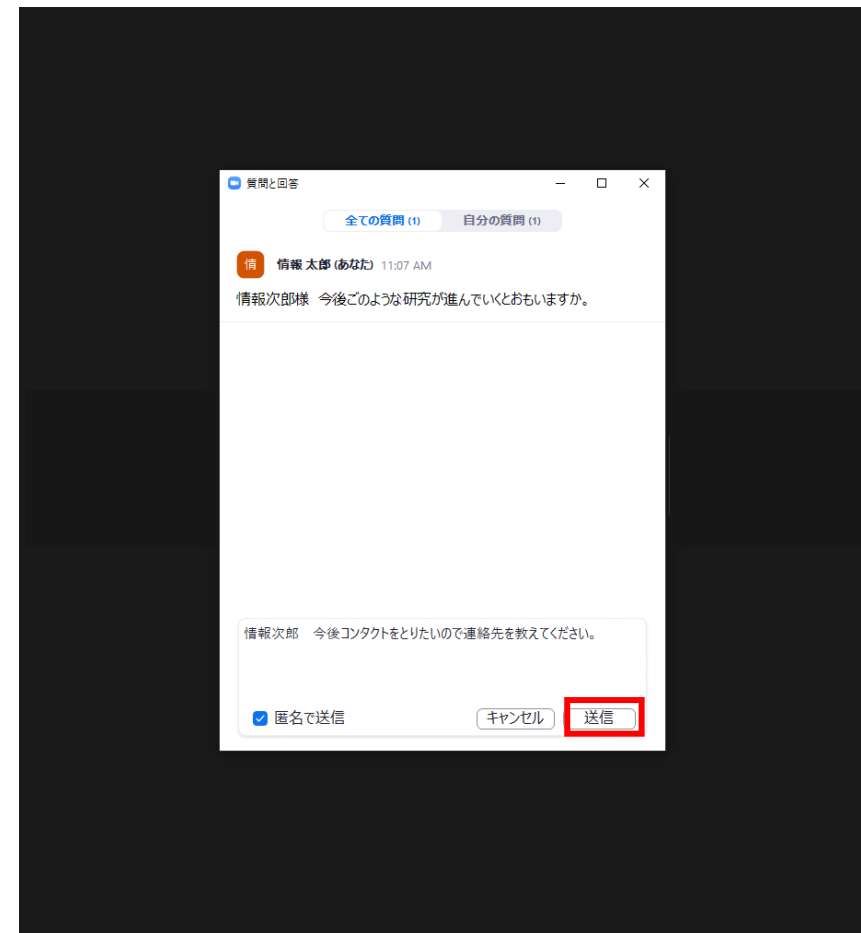 質問と回答
全ての質問 (1) 自分の質問 (1)
情 情報 太郎 (あなた) 11:07 AM
情報次郎様 今後ごのような研究が進んでいくとおもいますか。
情報次郎 今後コンタクトをとりたいので連絡先を教えてください。
匿名で送信 キャンセル 送信